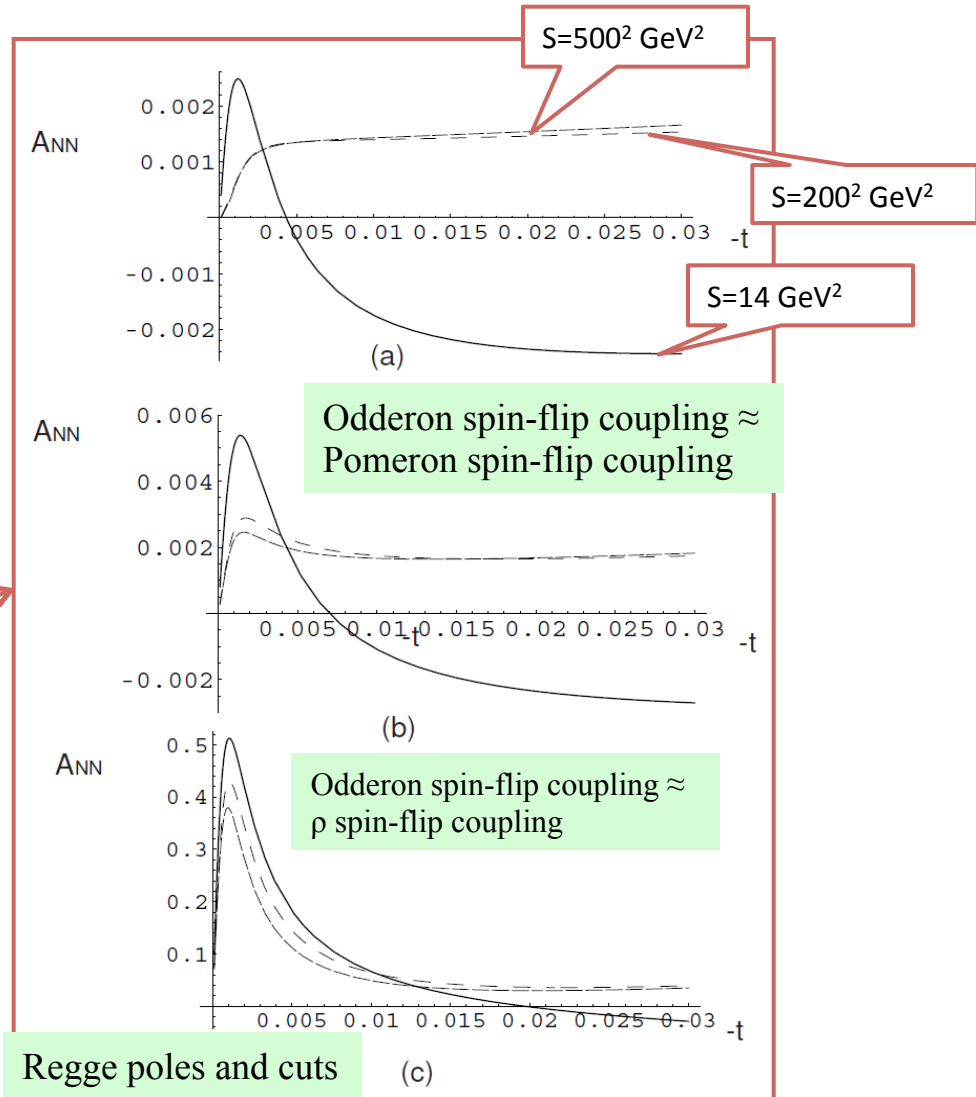 S=500² GeV²
0.002
ANN
0.001
S=200² GeV²
0.005 0.01 0.015 0.02 0.025 0.03 -t
-0.001
S=14 GeV²
-0.002
(a)
0.006
ANN
Odderon spin-flip coupling ≈
Pomeron spin-flip coupling
0.004
0.002
0.005 0.01 -t 0.015 0.02 0.025 0.03 -t
-0.002
(b)
ANN
0.5
Odderon spin-flip coupling ≈
ρ spin-flip coupling
0.4
0.3
0.2
0.1
0.005 0.01 0.015 0.02 0.025 0.03 -t
Regge poles and cuts
(c)